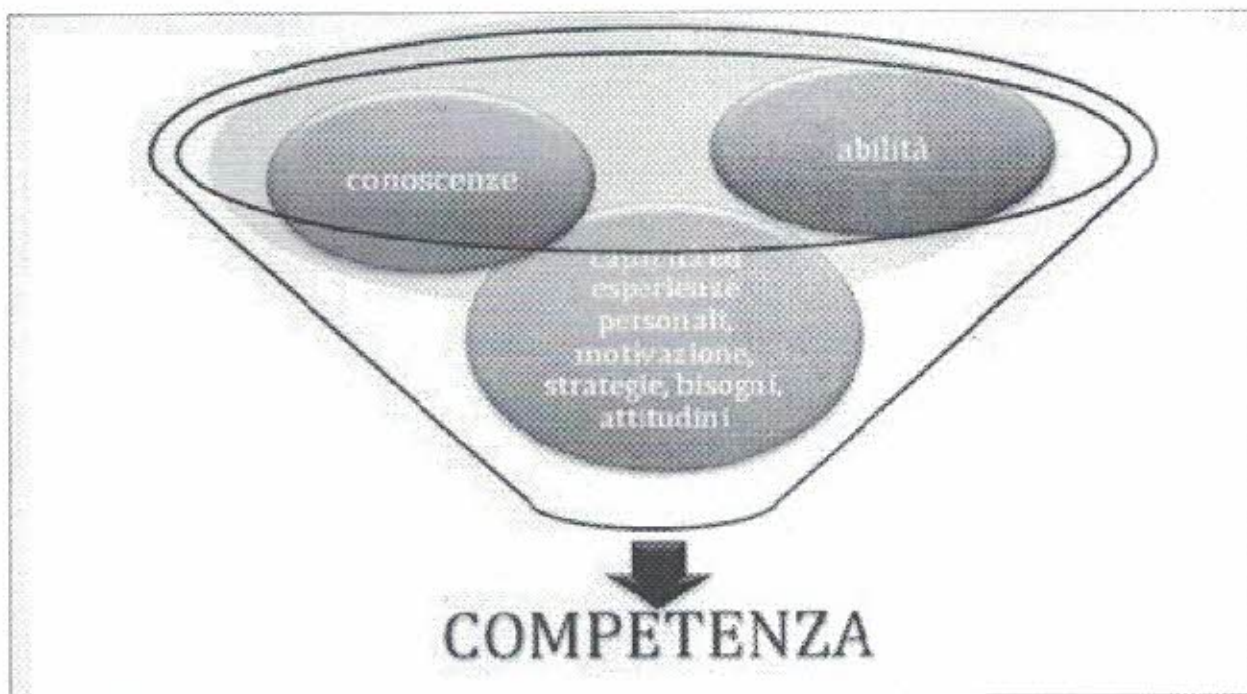 conoscenze
abilità
esperienze
personali,
motivazione,
strategie, bisogni,
attitudini
COMPETENZA